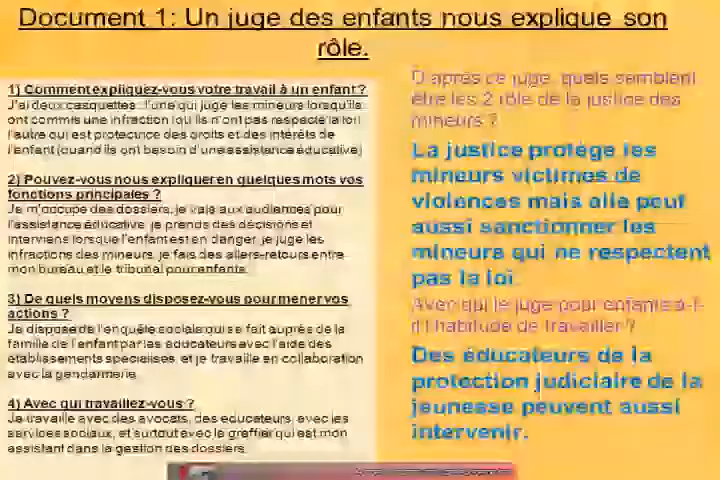 Document 1: Un juge des enfants nous explique son
rôle.
1) Comment expliquez-vous votre travail à un enfant ?
J'ai deux casquettes : l'une qui juge les mineurs lorsqu'ils
ont commis une infraction (qu'ils n'ont pas respecté la loi)
l'autre qui est protectrice des droits et des intérêts de
l'enfant (quand ils ont besoin d'une assistance éducative)
2) Pouvez-vous nous expliquer en quelques mots vos
fonctions principales ?
Je m'occupe des dossiers, je vais aux audiences pour
l'assistance éducative, je prends des décisions et
interviens lorsque l'enfant est en danger, je juge les
infractions des mineurs, je fais des allers-retours entre
mon bureau et le tribunal pour enfants.
3) De quels moyens disposez-vous pour mener vos
actions ?
Je dispose de l'enquête sociale qui se fait auprès de la
famille de l'enfant par les éducateurs avec l'aide des
établissements spécialisés, et je travaille en collaboration
avec la gendarmerie.
4) Avec qui travaillez-vous ?
Je travaille avec des avocats, des éducateurs, avec les
services sociaux, et surtout avec le greffier qui est mon
assistant dans la gestion des dossiers.
D'après ce juge, quels semblent
être les 2 rôle de la justice des
mineurs ?
La justice protège les
mineurs victimes de
violences mais elle peut
aussi sanctionner les
mineurs qui ne respectent
pas la loi
Avec qui le juge pour enfants a-t-
il l'habitude de travailler ?
Des éducateurs de la
protection judiciaire de la
jeunesse peuvent aussi
intervenir.